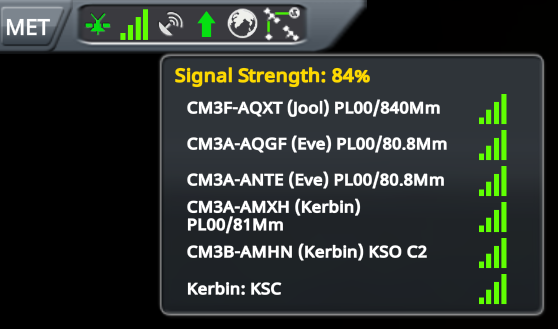 MET
Signal Strength: 84%
CM3F-AQXT (Jool) PL00/840Mm
CM3A-AQGF (Eve) PL00/80.8Mm
CM3A-ANTE (Eve) PL00/80.8Mm
CM3A-AMXH (Kerbin)
PL00/81Mm
CM3B-AMHN (Kerbin) KSO C2
Kerbin: KSC